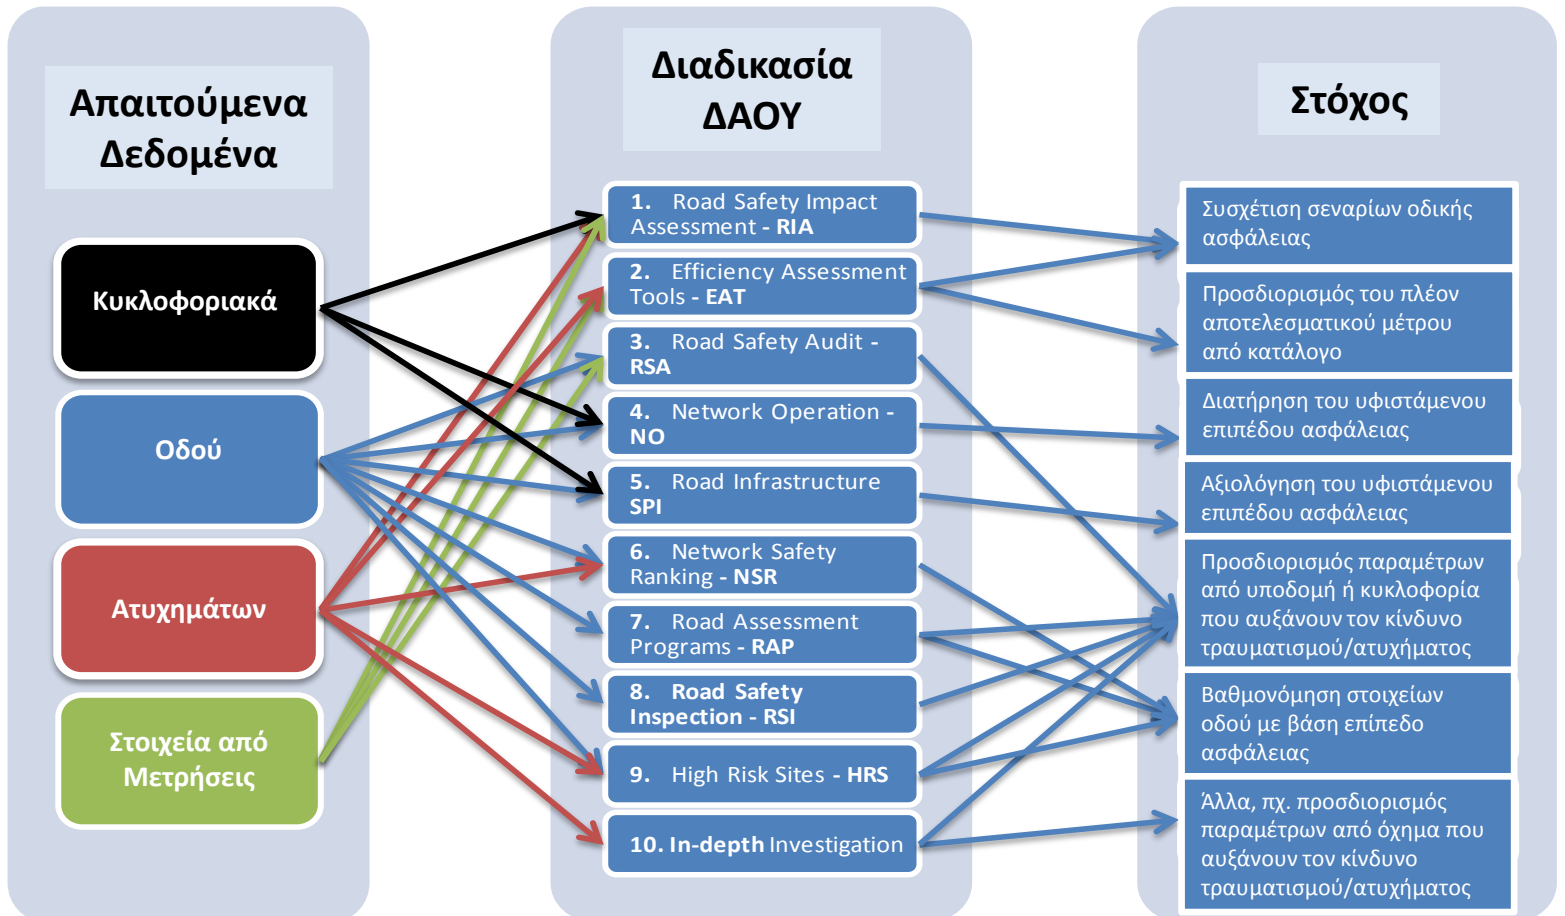 Απαιτούμενα
Δεδομένα
Κυκλοφοριακά
Οδού
Ατυχημάτων
Στοιχεία από
Μετρήσεις
Διαδικασία
ΔΑΟΥ
1. Road Safety Impact
Assessment - RIA
2. Efficiency Assessment
Tools - EAT
3. Road Safety Audit -
RSA
4. Network Operation -
NO
5. Road Infrastructure
SPI
6. Network Safety
Ranking - NSR
7. Road Assessment
Programs - RAP
8. Road Safety
Inspection - RSI
9. High Risk Sites - HRS
10. In-depth Investigation
Στόχος
Συσχέτιση σεναρίων οδικής
ασφάλειας
Προσδιορισμός του πλέον
αποτελεσματικού μέτρου
από κατάλογο
Διατήρηση του υφιστάμενου
επιπέδου ασφάλειας
Αξιολόγηση του υφιστάμενου
επιπέδου ασφάλειας
Προσδιορισμός παραμέτρων
από υποδομή ή κυκλοφορία
που αυξάνουν τον κίνδυνο
τραυματισμού/ατυχήματος
Βαθμονόμηση στοιχείων
οδού με βάση επίπεδο
ασφάλειας
Άλλα, πχ. προσδιορισμός
παραμέτρων από όχημα που
αυξάνουν τον κίνδυνο
τραυματισμού/ατυχήματος